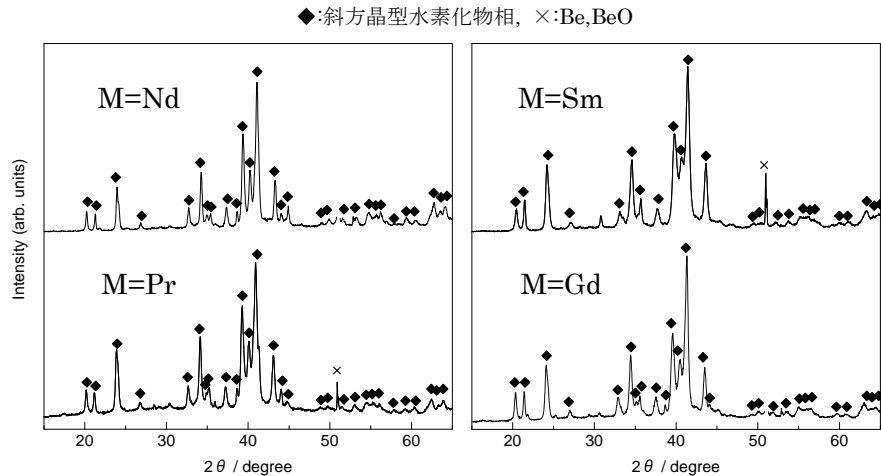 ◆:斜方晶型水素化物相, ×:Be,BeO
M=Nd
M=Sm
×
M=Pr
M=Gd
×
Intensity (arb. units)
20 30 40 50 60
20 30 40 50 60
2θ / degree
2θ / degree